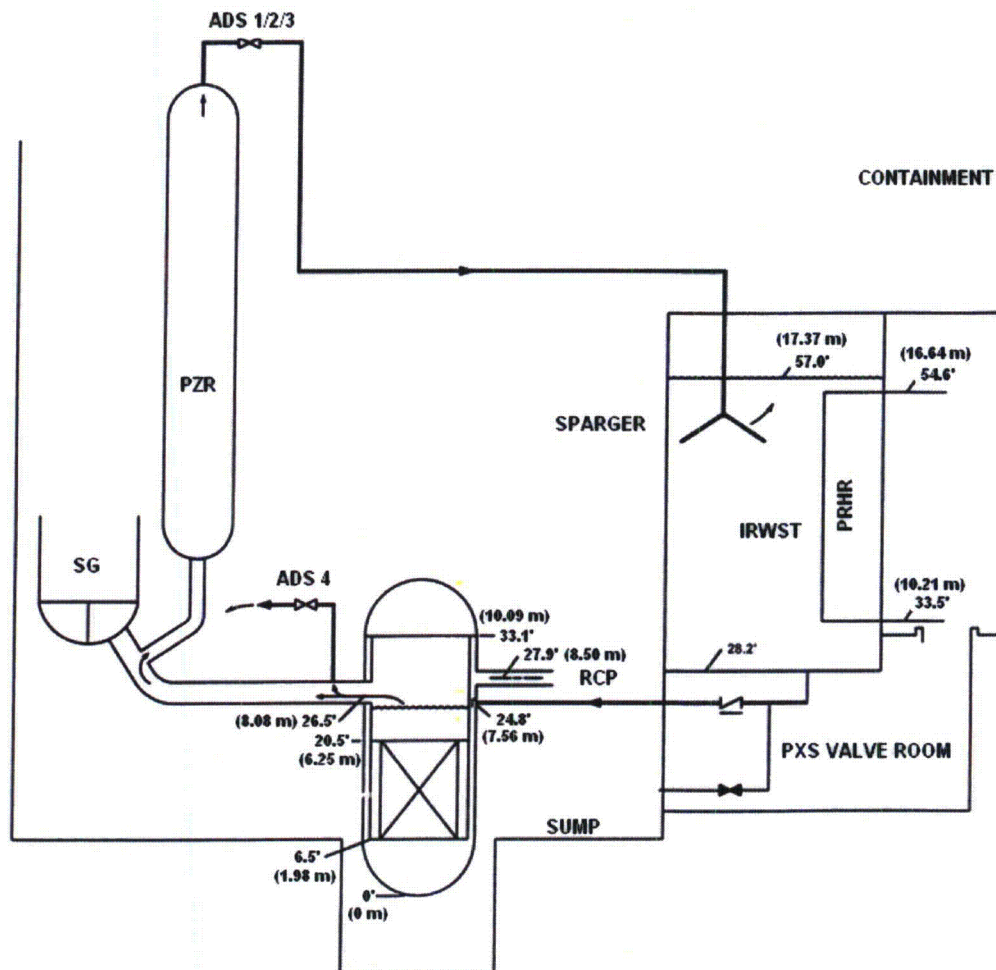 ADS 1/2/3
CONTAINMENT
(17.37 m)
57.0'
(16.64 m)
54.6'
PZR
SPARGER
PRHR
IRWST
SG
ADS 4
(10.09 m)
33.1'
(10.21 m)
33.5'
27.9' (8.50 m)
28.2'
RCP
(8.08 m) 26.5'
24.8'
(7.56 m)
20.5'
(6.25 m)
PXS VALVE ROOM
SUMP
6.5'
(1.98 m)
0'
(0 m)